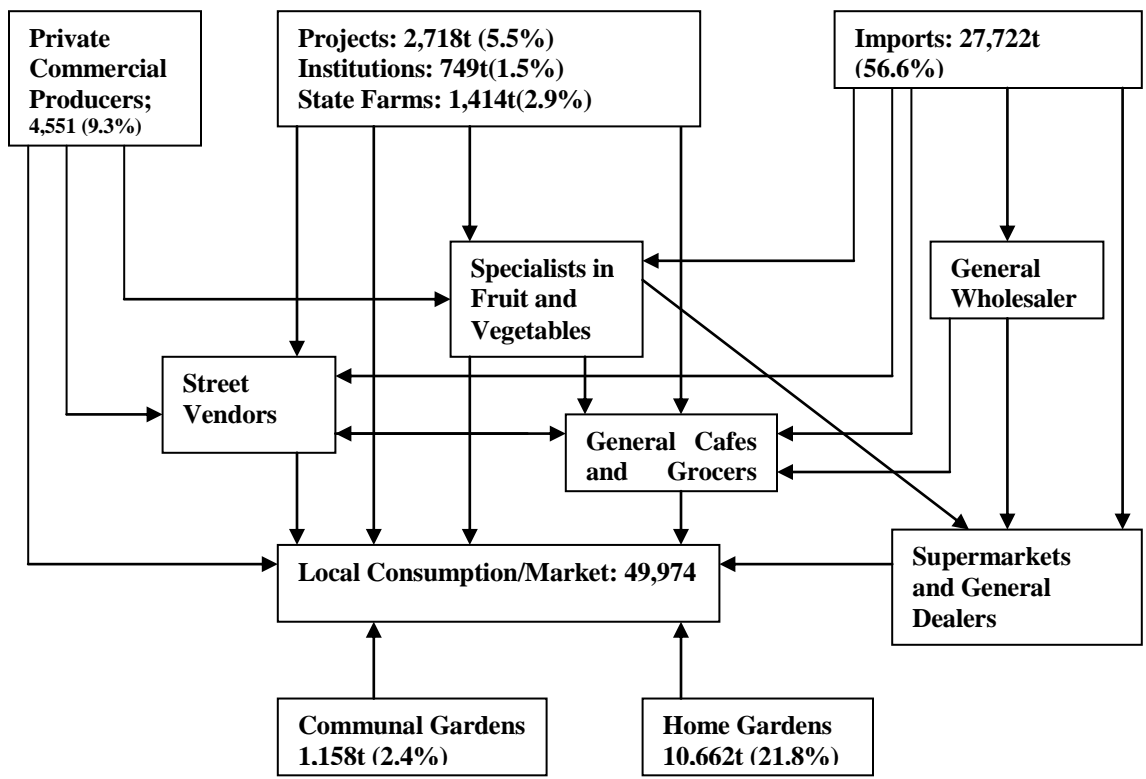 Private
Commercial
Producers;
4,551 (9.3%)
Projects: 2,718t (5.5%)
Institutions: 749t(1.5%)
State Farms: 1,414t(2.9%)
Imports: 27,722t
(56.6%)
Specialists in
Fruit and
Vegetables
General
Wholesaler
Street
Vendors
General Cafes
and Grocers
Local Consumption/Market: 49,974
Supermarkets
and General
Dealers
Communal Gardens
1,158t (2.4%)
Home Gardens
10,662t (21.8%)